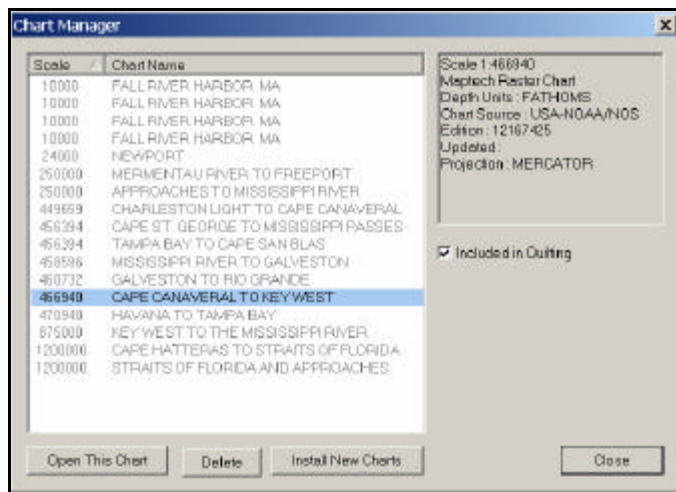 Chart Manager
Scale Chart Name
10000 FALL RIVER HARBOR, MA
10000 FALL RIVER HARBOR, MA
10000 FALL RIVER HARBOR, MA
10000 FALL RIVER HARBOR, MA
24000 NEWPORT
250000 MERMENTAU RIVER TO FREEPORT
250000 APPROACHES TO MISSISSIPPI RIVER
449659 CHARLESTON LIGHT TO CAPE CANAVERAL
456394 CAPE ST. GEORGE TO MISSISSIPPI PASSES
456394 TAMPA BAY TO CAPE SAN BLAS
458596 MISSISSIPPI RIVER TO GALVESTON
460732 GALVESTON TO RIO GRANDE
466940 CAPE CANAVERAL TO KEY WEST
470940 HAVANA TO TAMPA BAY
875000 KEY WEST TO THE MISSISSIPPI RIVER
1200000 CAPE HATTERAS TO STRAITS OF FLORIDA
1200000 STRAITS OF FLORIDA AND APPROACHES
Scale 1:466940
Maptech Raster Chart
Depth Units : FATHOMS
Chart Source : USA-NOAA/NOS
Edition : 12167425
Updated :
Projection : MERCATOR
Included in Quilting
Open This Chart Delete Install New Charts Close